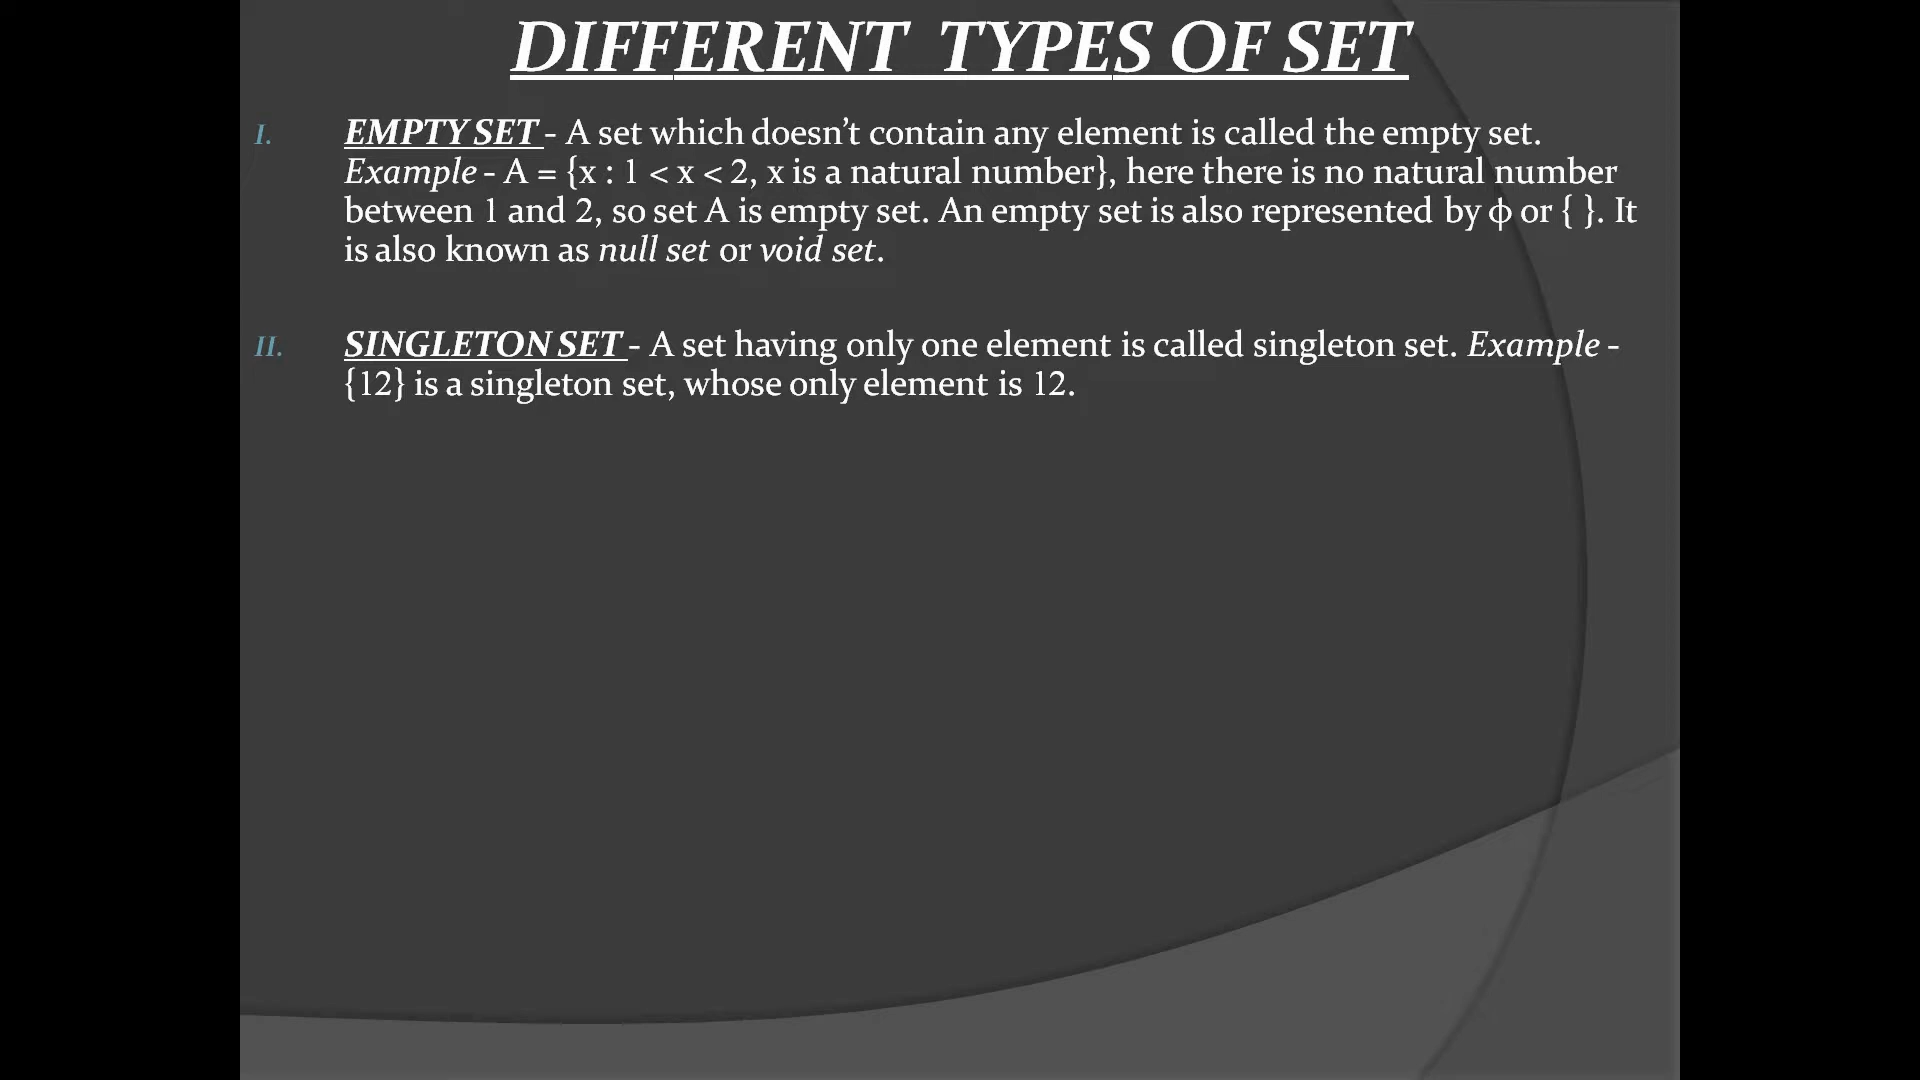 DIFFERENT TYPES OF SET
I. EMPTY SET - A set which doesn’t contain any element is called the empty set.
Example - A = {x : 1 < x < 2, x is a natural number}, here there is no natural number
between 1 and 2, so set A is empty set. An empty set is also represented by ϕ or { }. It
is also known as null set or void set.
II. SINGLETON SET - A set having only one element is called singleton set. Example -
{12} is a singleton set, whose only element is 12.